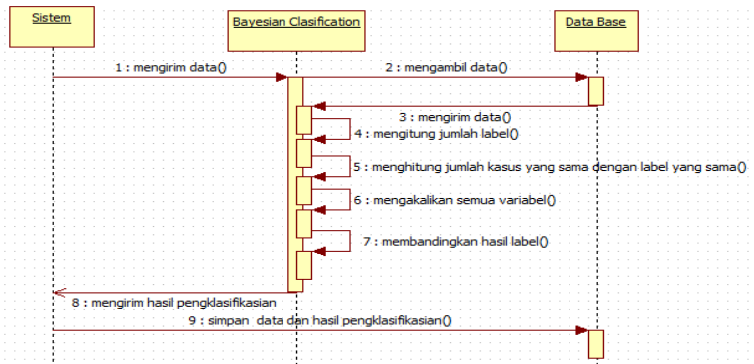 Sistem
Bayesian Clasification
Data Base
1 : mengirim data()
2 : mengambil data()
3 : mengirim data()
4 : mengitung jumlah label()
5 : menghitung jumlah kasus yang sama dengan label yang sama()
6 : mengakalikan semua variabel()
7 : membandingkan hasil label()
8 : mengirim hasil pengklasifikasian
9 : simpan data dan hasil pengklasifikasian()